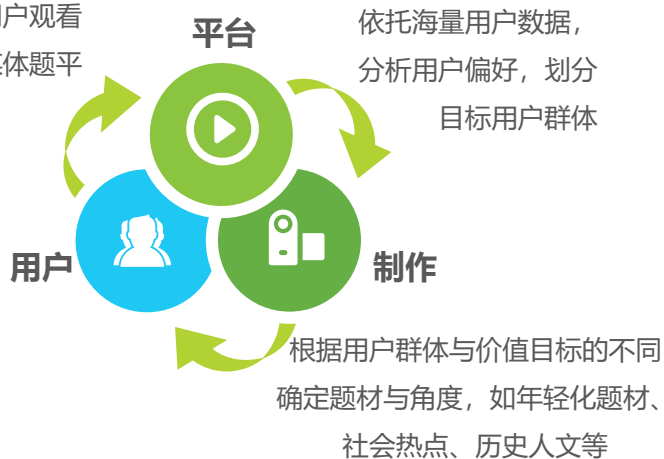 户观看
体题平
平台
依托海量用户数据，
分析用户偏好，划分
目标用户群体
用户
制作
根据用户群体与价值目标的不同
确定题材与角度，如年轻化题材、
社会热点、历史人文等